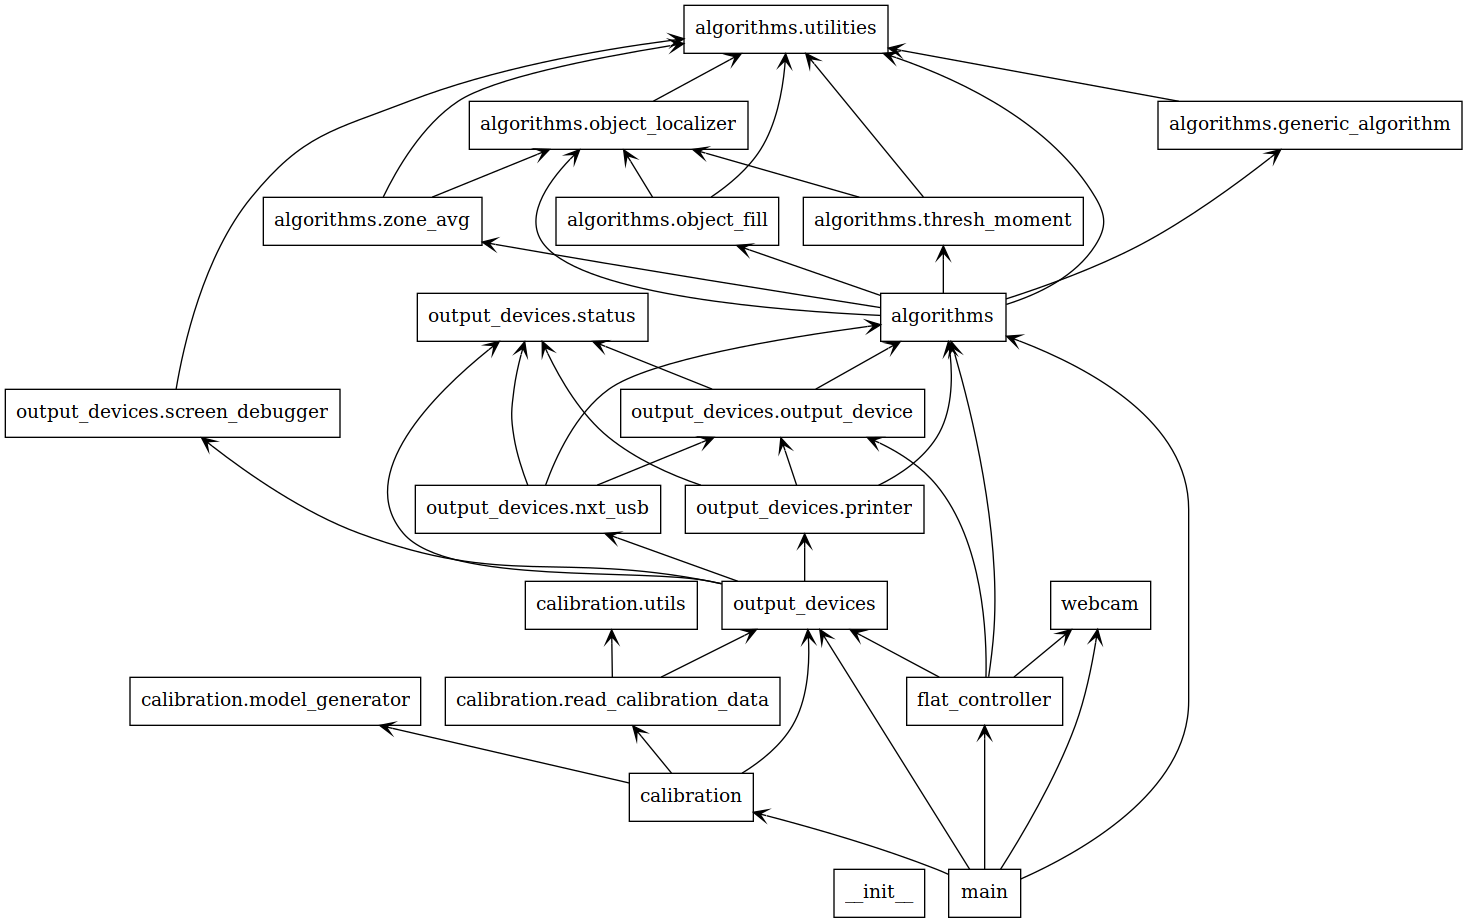 algorithms.utilities
algorithms.object_localizer
algorithms.generic_algorithm
algorithms.zone_avg
algorithms.object_fill
algorithms.thresh_moment
output_devices.status
algorithms
output_devices.screen_debugger
output_devices.output_device
output_devices.nxt_usb
output_devices.printer
calibration.utils
output_devices
webcam
calibration.model_generator
calibration.read_calibration_data
flat_controller
calibration
__init__
main